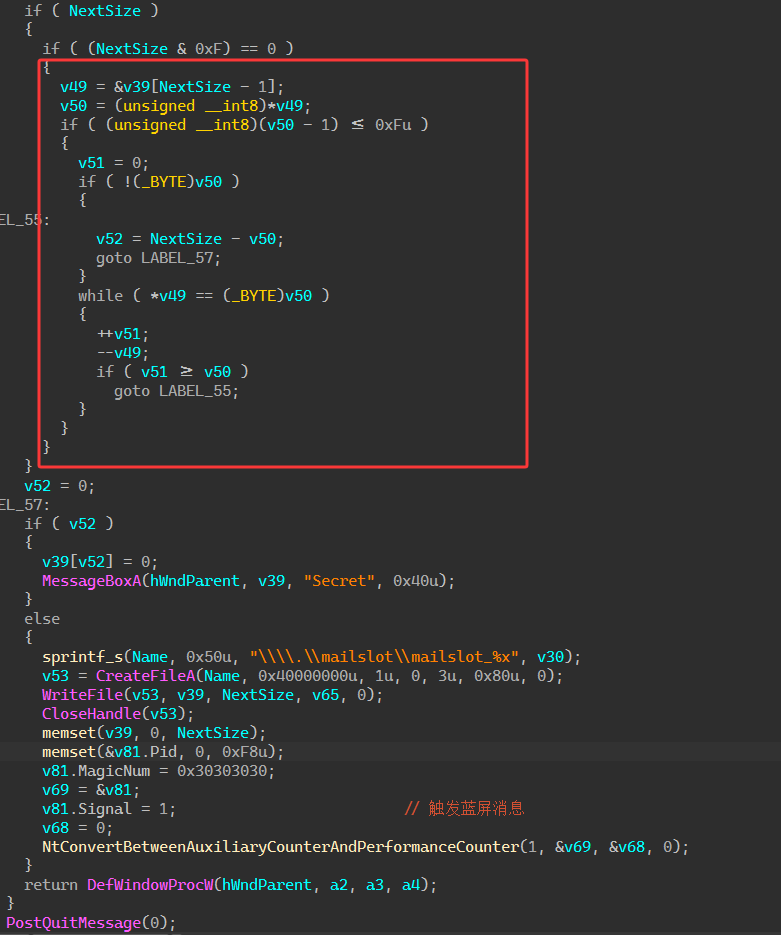 if ( NextSize )
{
if ( (NextSize & 0xF) == 0 )
{
v49 = &v39[NextSize - 1];
v50 = (unsigned __int8)*v49;
if ( (unsigned __int8)(v50 - 1) ≤ 0xFu )
{
v51 = 0;
if ( !(_BYTE)v50 )
{
EL_55:
v52 = NextSize - v50;
goto LABEL_57;
}
while ( *v49 == (_BYTE)v50 )
{
++v51;
--v49;
if ( v51 ≥ v50 )
goto LABEL_55;
}
}
}
}
v52 = 0;
EL_57:
if ( v52 )
{
v39[v52] = 0;
MessageBoxA(hWndParent, v39, "Secret", 0x40u);
}
else
{
sprintf_s(Name, 0x50u, "\\\\.\\mailslot\\mailslot_%x", v30);
v53 = CreateFileA(Name, 0x40000000u, 1u, 0, 3u, 0x80u, 0);
WriteFile(v53, v39, NextSize, v65, 0);
CloseHandle(v53);
memset(v39, 0, NextSize);
memset(&v81.Pid, 0, 0xF8u);
v81.MagicNum = 0x30303030;
v69 = &v81;
v81.Signal = 1; // 触发蓝屏消息
v68 = 0;
NtConvertBetweenAuxiliaryCounterAndPerformanceCounter(1, &v69, &v68, 0);
}
return DefWindowProcW(hWndParent, a2, a3, a4);
}
PostQuitMessage(0);